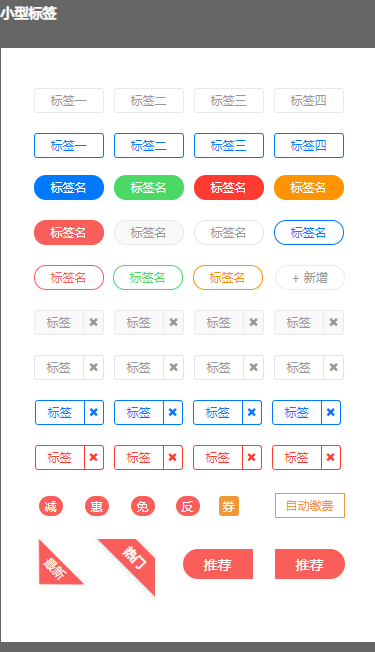 小型标签
标签一 标签二 标签三 标签四
标签一 标签二 标签三 标签四
标签名 标签名 标签名 标签名
标签名 标签名 标签名 标签名
标签名 标签名 标签名 + 新增
标签 ✖ 标签 ✖ 标签 ✖ 标签 ✖
标签 ✖ 标签 ✖ 标签 ✖ 标签 ✖
标签 ✖ 标签 ✖ 标签 ✖ 标签 ✖
标签 ✖ 标签 ✖ 标签 ✖ 标签 ✖
减 惠 免 反 券 自动缴费
最新 热门 推荐 推荐